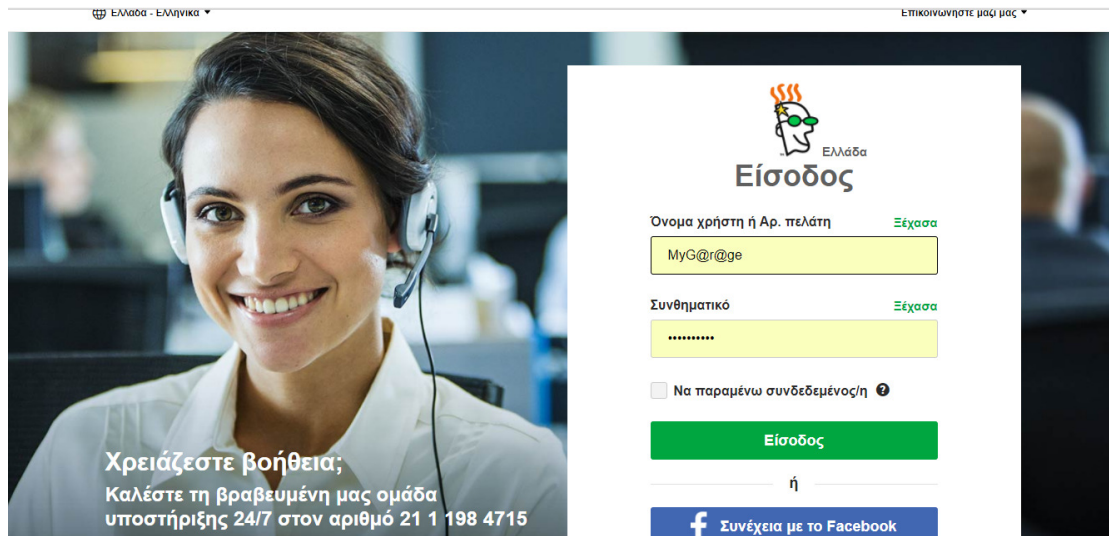 Ελλάδα - Ελληνικά
Επικοινωνήστε μαζί μας
Ελλάδα
Είσοδος
Όνομα χρήστη ή Αρ. πελάτη Ξέχασα
MyG@r@ge
Συνθηματικό Ξέχασα
••••••••••
Να παραμένω συνδεδεμένος/η ?
Είσοδος
ή
f Συνέχεια με το Facebook
Χρειάζεστε βοήθεια;
Καλέστε τη βραβευμένη μας ομάδα
υποστήριξης 24/7 στον αριθμό 21 1 198 4715